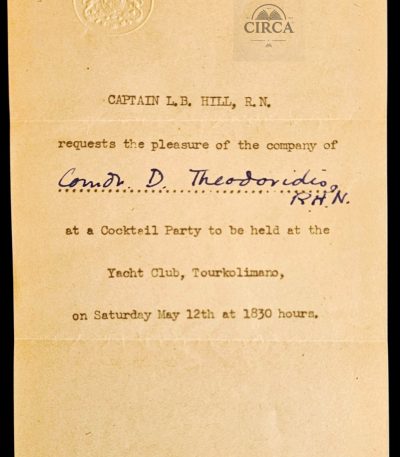 CIRCA
CAPTAIN L.B. HILL, R.N.
requests the pleasure of the company of
Comdr. D. Theodoridis,
R.H.N.
at a Cocktail Party to be held at the
Yacht Club, Tourkolimano,
on Saturday May 12th at 1830 hours.